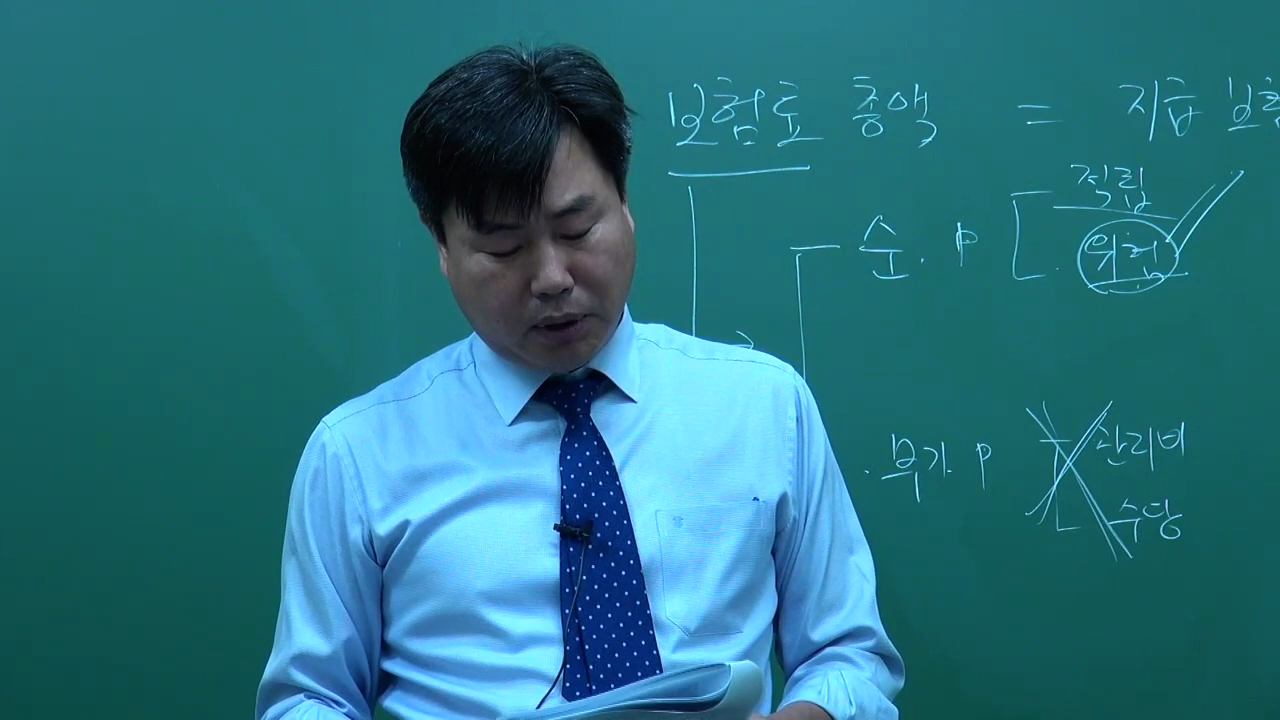 보험료 총액 = 지급 보험
적립
순. P [ 위험
관리비
. 부가 P
수당